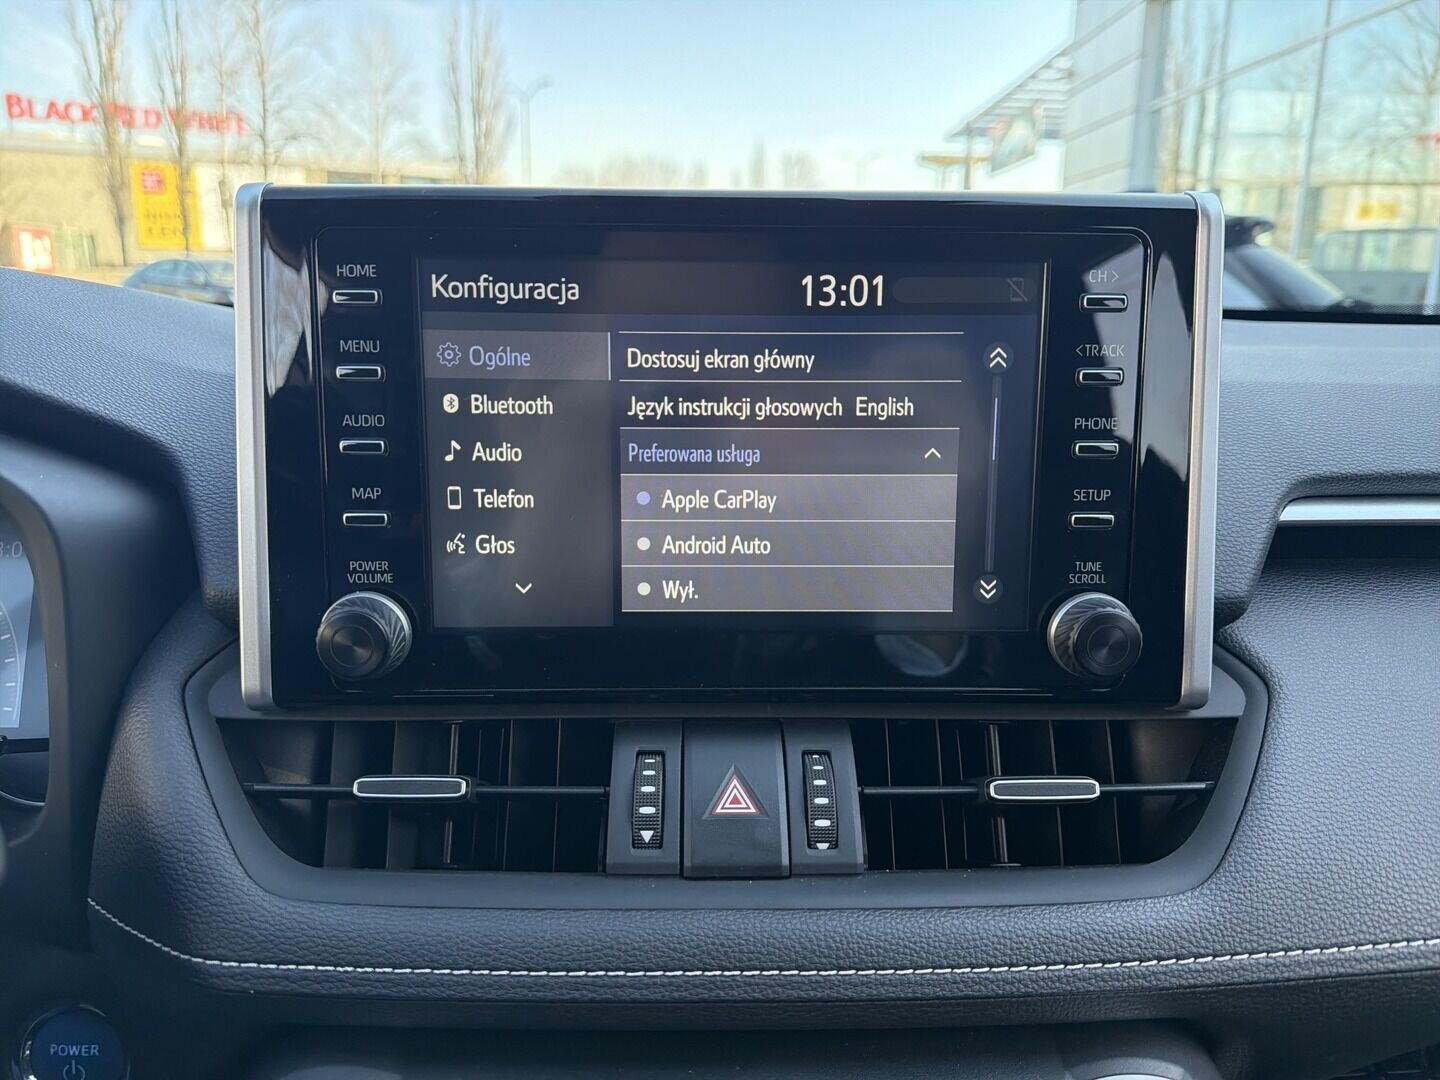 BLACK RED WHITE
HOME
MENU
AUDIO
MAP
POWER
VOLUME
Konfiguracja
13:01
Ogólne
Bluetooth
Audio
Telefon
Głos
Dostosuj ekran główny
Język instrukcji głosowych English
Preferowana usługa
Apple CarPlay
Android Auto
Wył.
CH >
<TRACK
PHONE
SETUP
TUNE
SCROLL
POWER